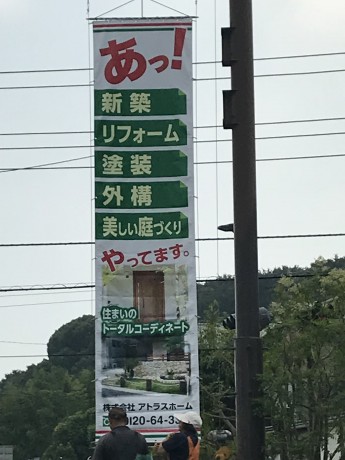 あっ!
新築
リフォーム
塗装
外構
美しい庭づくり
やってます。
住まいの
トータルコーディネート
株式会社 アトラスホーム
0120-64-33